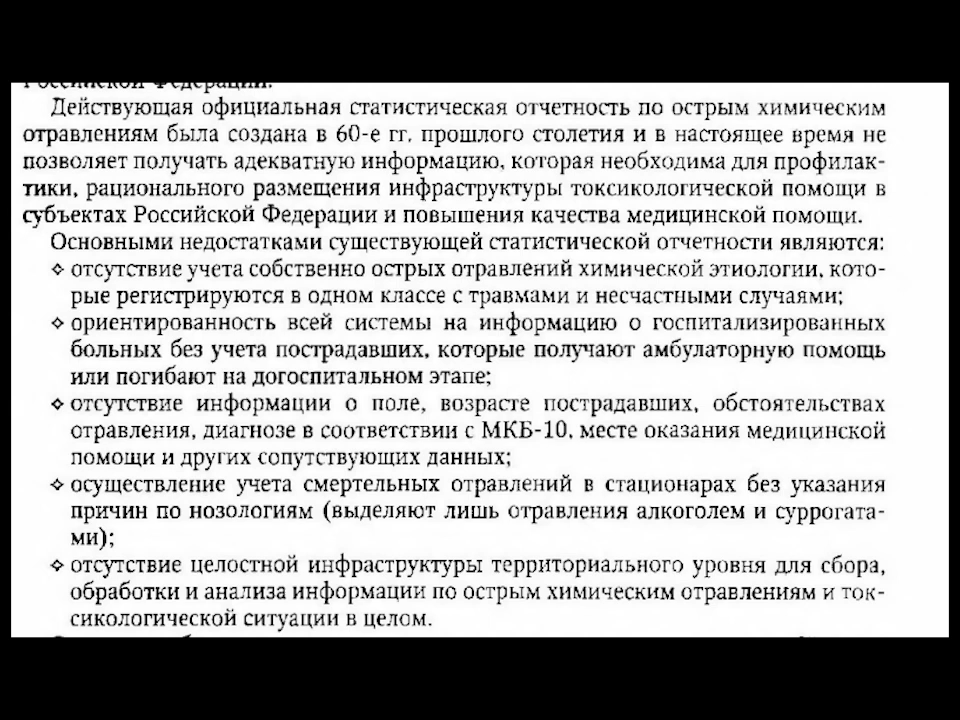 Российской Федерации.
Действующая официальная статистическая отчетность по острым химическим
отравлениям была создана в 60-е гг. прошлого столетия и в настоящее время не
позволяет получать адекватную информацию, которая необходима для профилак-
тики, рационального размещения инфраструктуры токсикологической помощи в
субъектах Российской Федерации и повышения качества медицинской помощи.
Основными недостатками существующей статистической отчетности являются:
⋄ отсутствие учета собственно острых отравлений химической этиологии, кото-
рые регистрируются в одном классе с травмами и несчастными случаями;
⋄ ориентированность всей системы на информацию о госпитализированных
больных без учета пострадавших, которые получают амбулаторную помощь
или погибают на догоспитальном этапе;
⋄ отсутствие информации о поле, возрасте пострадавших, обстоятельствах
отравления, диагнозе в соответствии с МКБ-10, месте оказания медицинской
помощи и других сопутствующих данных;
⋄ осуществление учета смертельных отравлений в стационарах без указания
причин по нозологиям (выделяют лишь отравления алкоголем и суррогата-
ми);
⋄ отсутствие целостной инфраструктуры территориального уровня для сбора,
обработки и анализа информации по острым химическим отравлениям и ток-
сикологической ситуации в целом.